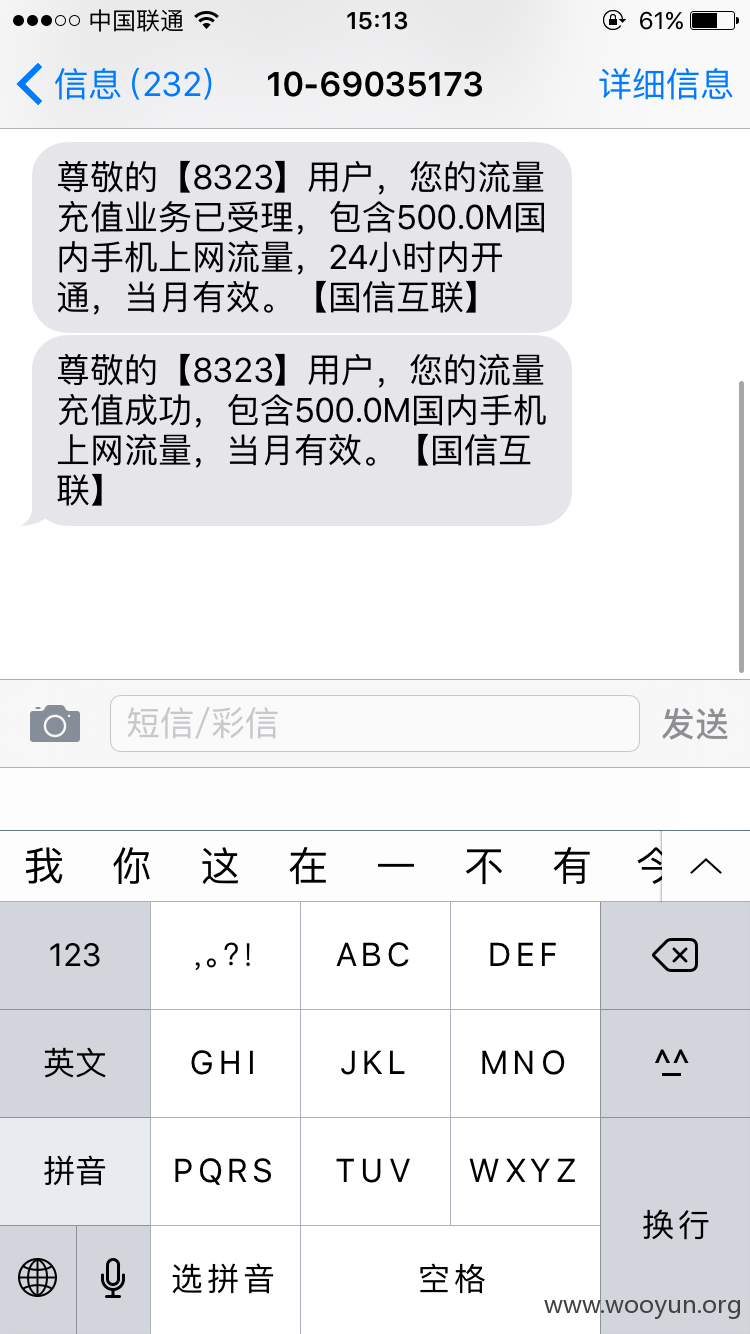 中国联通
15:13
61%
信息 (232)
10-69035173
详细信息
尊敬的【8323】用户，您的流量
充值业务已受理，包含500.0M国
内手机上网流量，24小时内开
通，当月有效。【国信互联】
尊敬的【8323】用户，您的流量
充值成功，包含500.0M国内手机
上网流量，当月有效。【国信互
联】
短信/彩信
发送
我 你 这 在 一 不 有 今
123
,。?!
ABC
DEF
英文
GHI
JKL
MNO
^^
拼音
PQRS
TUV
WXYZ
换行
选拼音
空格
www.wooyun.org